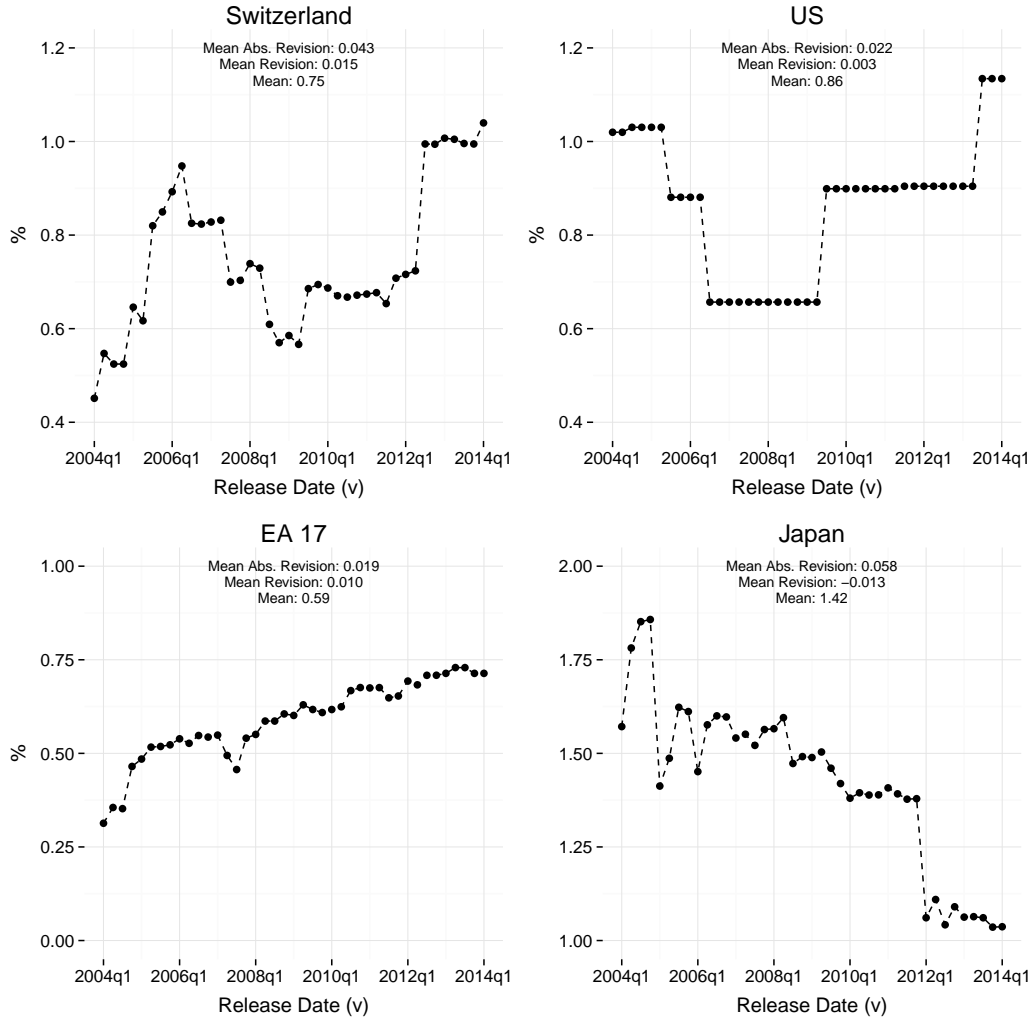 Switzerland
Mean Abs. Revision: 0.043
Mean Revision: 0.015
Mean: 0.75
1.2
1.0
0.8
0.6
0.4
%
2004q1 2006q1 2008q1 2010q1 2012q1 2014q1
Release Date (v)
US
Mean Abs. Revision: 0.022
Mean Revision: 0.003
Mean: 0.86
1.2
1.0
0.8
0.6
0.4
%
2004q1 2006q1 2008q1 2010q1 2012q1 2014q1
Release Date (v)
EA 17
Mean Abs. Revision: 0.019
Mean Revision: 0.010
Mean: 0.59
1.00
0.75
0.50
0.25
0.00
%
2004q1 2006q1 2008q1 2010q1 2012q1 2014q1
Release Date (v)
Japan
Mean Abs. Revision: 0.058
Mean Revision: −0.013
Mean: 1.42
2.00
1.75
1.50
1.25
1.00
2004q1 2006q1 2008q1 2010q1 2012q1 2014q1
Release Date (v)